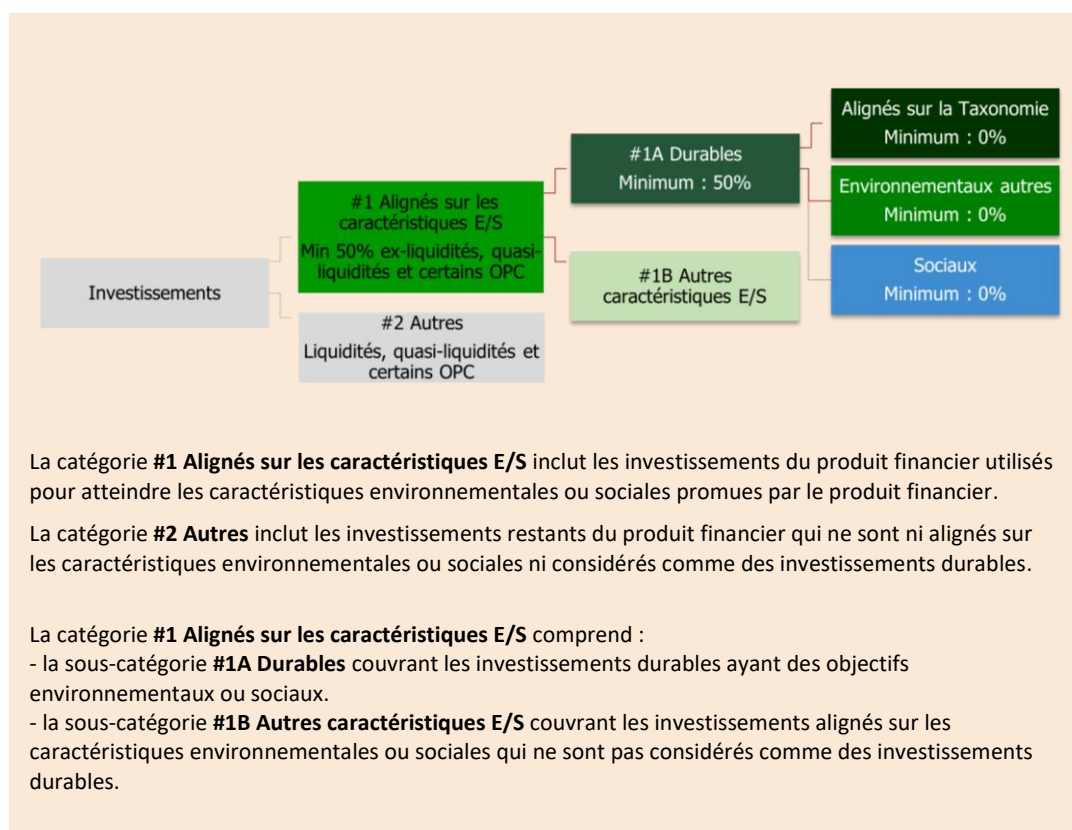 Investissements
#1 Alignés sur les
caractéristiques E/S
Min 50% ex-liquidités, quasi-
liquidités et certains OPC
#2 Autres
Liquidités, quasi-liquidités et
certains OPC
#1A Durables
Minimum : 50%
#1B Autres
caractéristiques E/S
Alignés sur la Taxonomie
Minimum : 0%
Environnementaux autres
Minimum : 0%
Sociaux
Minimum : 0%
La catégorie #1 Alignés sur les caractéristiques E/S inclut les investissements du produit financier utilisés
pour atteindre les caractéristiques environnementales ou sociales promues par le produit financier.
La catégorie #2 Autres inclut les investissements restants du produit financier qui ne sont ni alignés sur
les caractéristiques environnementales ou sociales ni considérés comme des investissements durables.
La catégorie #1 Alignés sur les caractéristiques E/S comprend :
- la sous-catégorie #1A Durables couvrant les investissements durables ayant des objectifs
environnementaux ou sociaux.
- la sous-catégorie #1B Autres caractéristiques E/S couvrant les investissements alignés sur les
caractéristiques environnementales ou sociales qui ne sont pas considérés comme des investissements
durables.